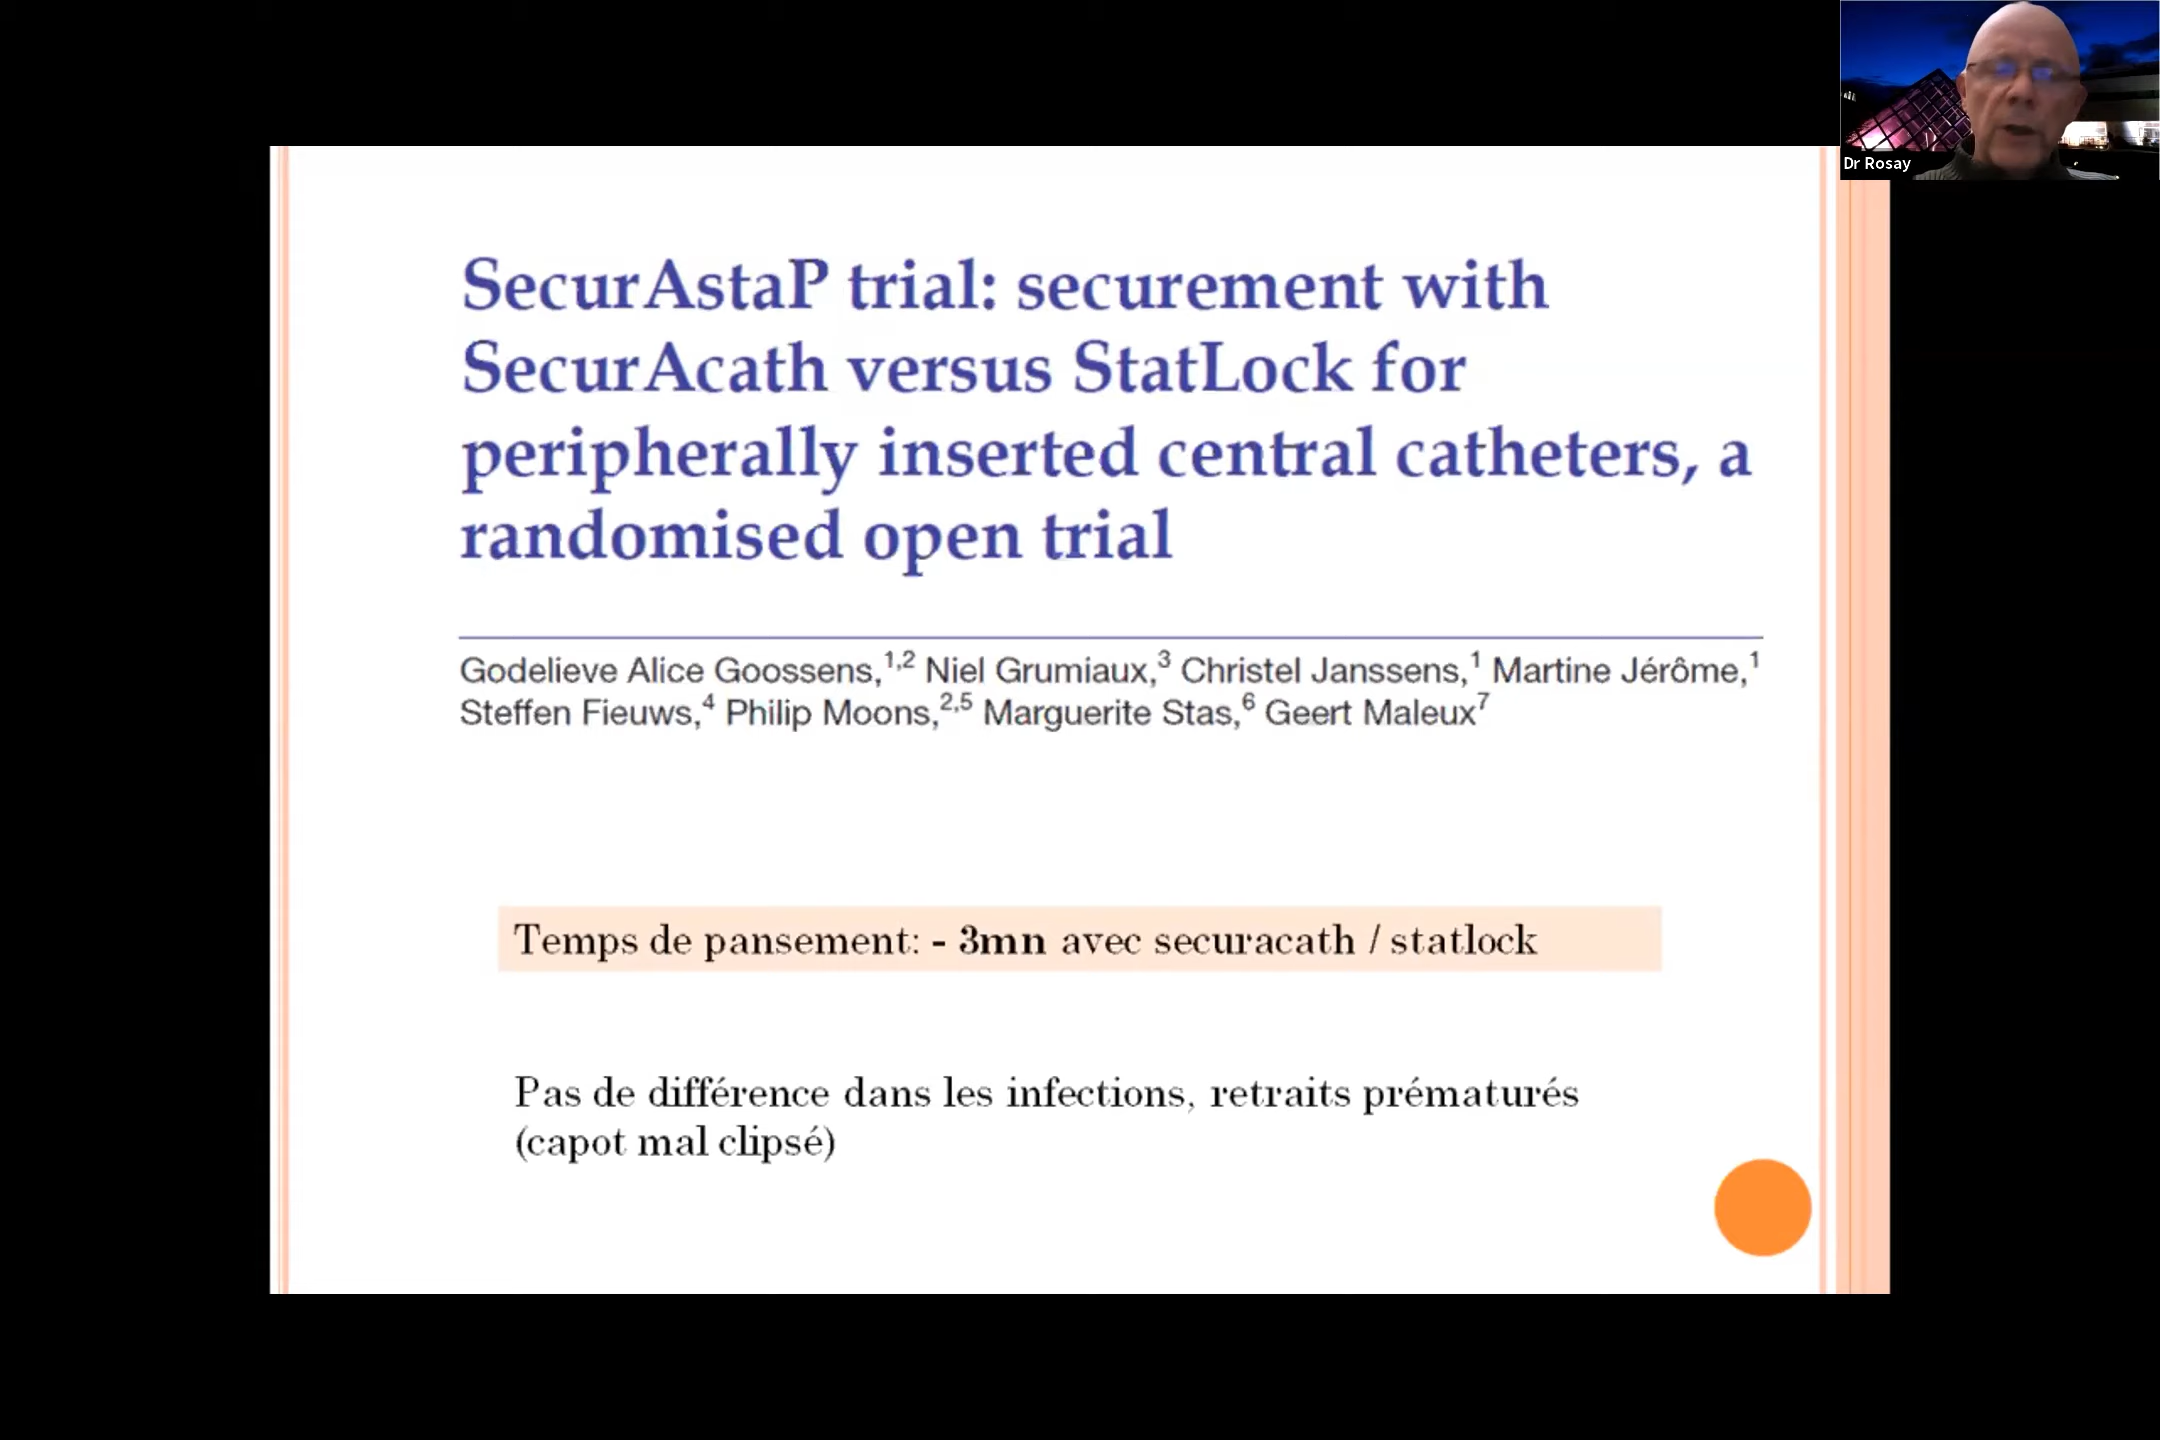 Dr Rosay
SecurAstaP trial: securement with
SecurAcath versus StatLock for
peripherally inserted central catheters, a
randomised open trial
Godelieve Alice Goossens,1,2 Niel Grumiaux,3 Christel Janssens,1 Martine Jérôme,1
Steffen Fieuws,4 Philip Moons,2,5 Marguerite Stas,6 Geert Maleux7
Temps de pansement: - 3mn avec securacath / statlock
Pas de différence dans les infections, retraits prématurés
(capot mal clipsé)